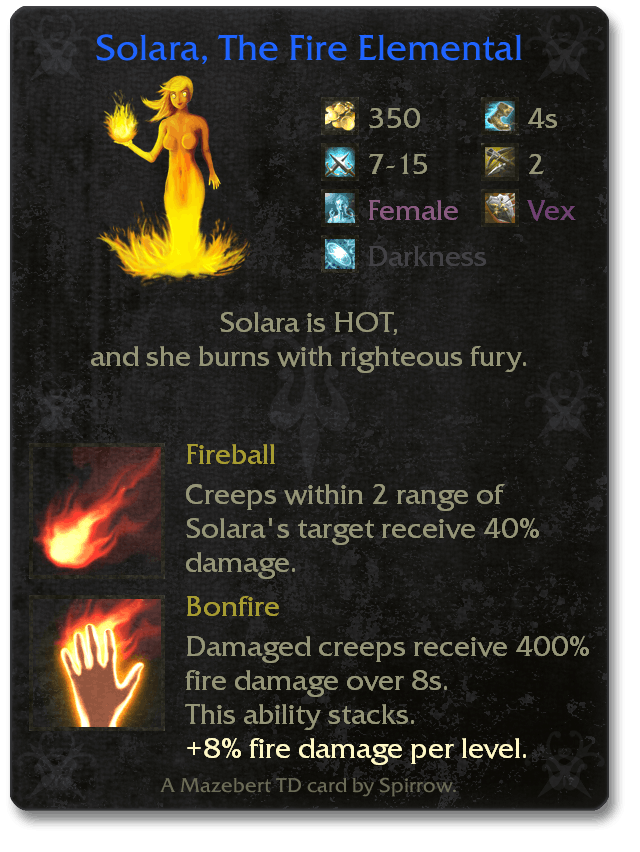 Solara, The Fire Elemental
350 4s
7-15 2
Female Vex
Darkness
Solara is HOT,
and she burns with righteous fury.
Fireball
Creeps within 2 range of
Solara's target receive 40%
damage.
Bonfire
Damaged creeps receive 400%
fire damage over 8s.
This ability stacks.
+8% fire damage per level.
A Mazebert TD card by Spirrow.